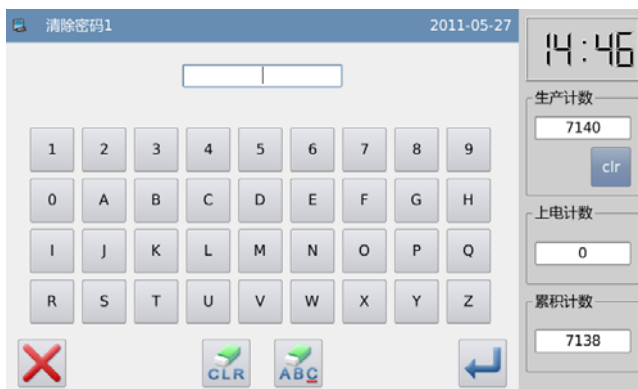 清除密码1 2011-05-27
14:46
生产计数
7140
clr
上电计数
0
累积计数
7138
1 2 3 4 5 6 7 8 9
0 A B C D E F G H
I J K L M N O P Q
R S T U V W X Y Z
CLR ABC